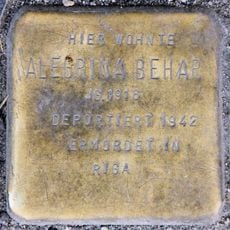 HIER WOHNTE
ALEGRINA BEHAR
JG. 1916
DEPORTIERT 1942
ERMORDET IN
RIGA